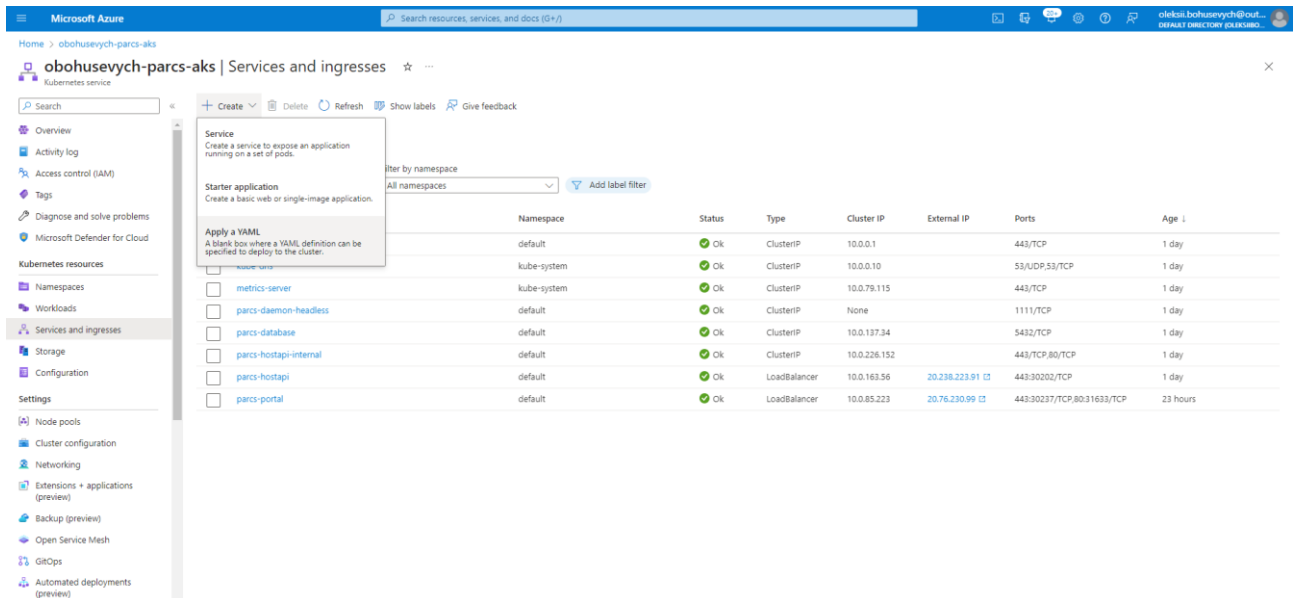 Microsoft Azure
Search resources, services, and docs (G+/)
20+
oleksii.bohusevych@out...
DEFAULT DIRECTORY (OLEKSIIBO...
Home > obohusevych-parcs-aks
obohusevych-parcs-aks | Services and ingresses
Kubernetes service
Search
Create
Delete
Refresh
Show labels
Give feedback
Overview
Activity log
Access control (IAM)
Tags
Diagnose and solve problems
Microsoft Defender for Cloud
Kubernetes resources
Namespaces
Workloads
Services and ingresses
Storage
Configuration
Settings
Node pools
Cluster configuration
Networking
Extensions + applications
(preview)
Backup (preview)
Open Service Mesh
GitOps
Automated deployments
(preview)
Service
Create a service to expose an application
running on a set of pods.
Starter application
Create a basic web or single-image application.
Apply a YAML
A blank box where a YAML definition can be
specified to deploy to the cluster.
ilter by namespace
All namespaces
Add label filter
Namespace Status Type Cluster IP External IP Ports Age ↓
default Ok ClusterIP 10.0.0.1 443/TCP 1 day
kube-dns kube-system Ok ClusterIP 10.0.0.10 53/UDP,53/TCP 1 day
metrics-server kube-system Ok ClusterIP 10.0.79.115 443/TCP 1 day
parcs-daemon-headless default Ok ClusterIP None 1111/TCP 1 day
parcs-database default Ok ClusterIP 10.0.137.34 5432/TCP 1 day
parcs-hostapi-internal default Ok ClusterIP 10.0.226.152 443/TCP,80/TCP 1 day
parcs-hostapi default Ok LoadBalancer 10.0.163.56 20.238.223.91 443:30202/TCP 1 day
parcs-portal default Ok LoadBalancer 10.0.85.223 20.76.230.99 443:30237/TCP,80:31633/TCP 23 hours